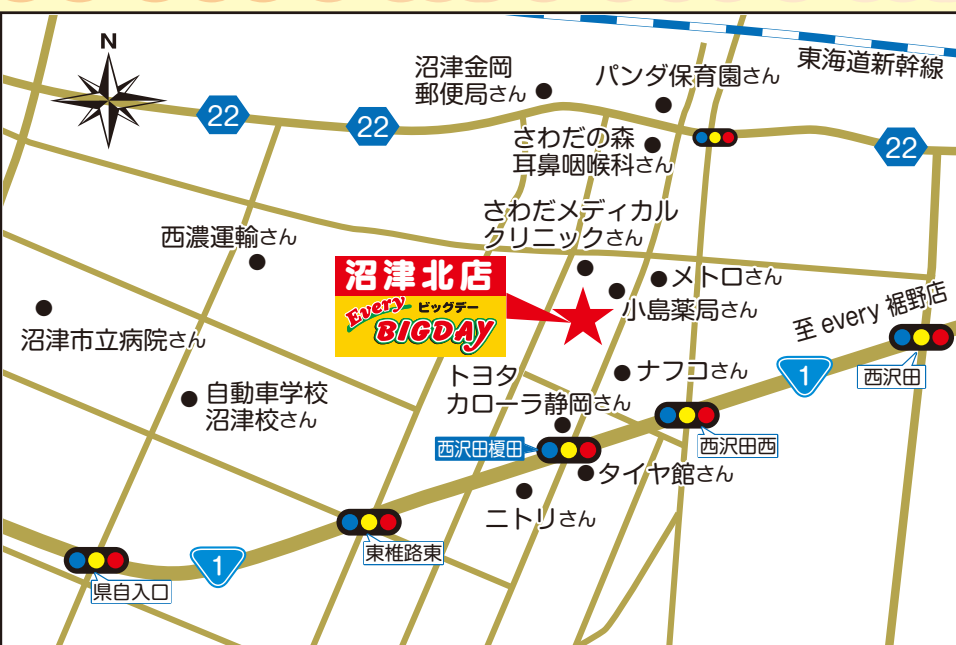 N
東海道新幹線
沼津金岡
郵便局さん
パンダ保育園さん
22
22
さわだの森
耳鼻咽喉科さん
22
さわだメディカル
クリニックさん
西濃運輸さん
沼津北店
Every ビッグデー
BIGDAY
メトロさん
小島薬局さん
至 every 裾野店
沼津市立病院さん
自動車学校
沼津校さん
トヨタ
カローラ静岡さん
ナフコさん
1
西沢田
西沢田榎田
西沢田西
タイヤ館さん
ニトリさん
東椎路東
1
県自入口